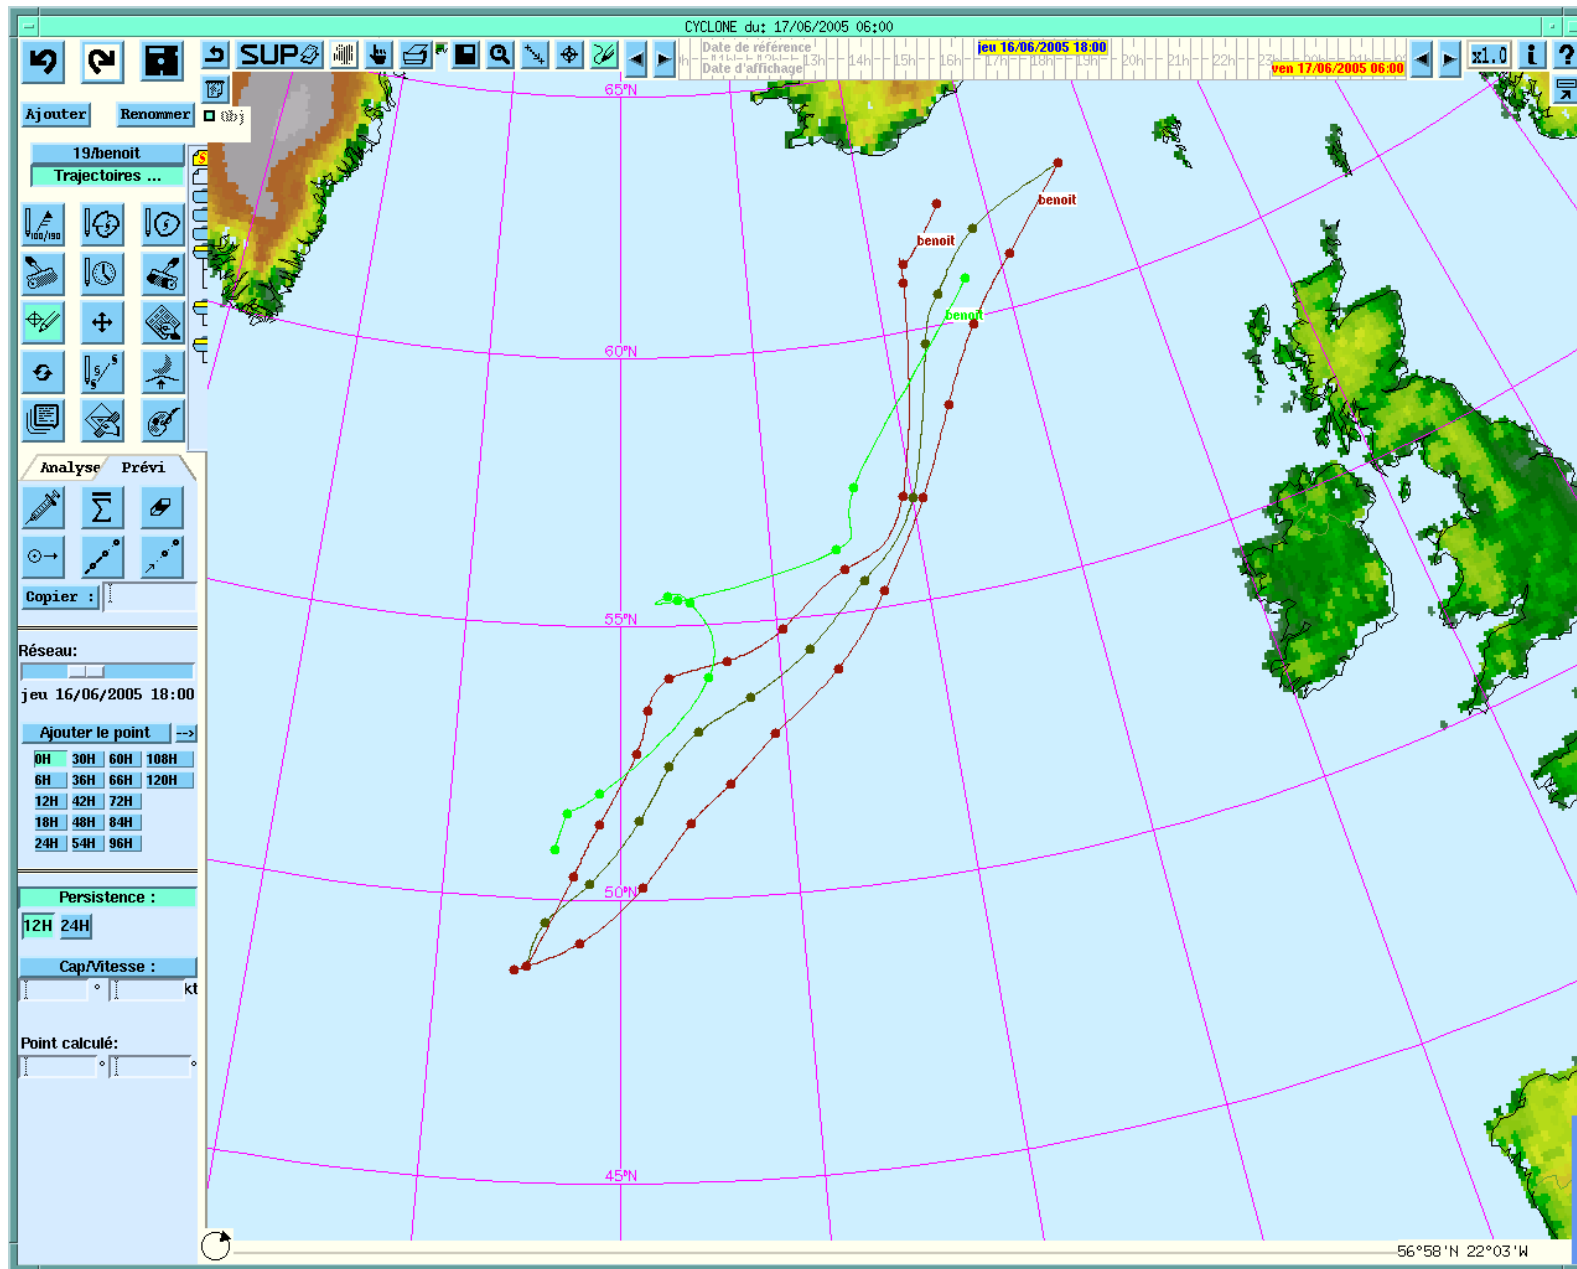 CYCLONE du: 17/06/2005 06:00
SUP
Date de référence
jeu 16/06/2005 18:00
13h 14h 15h 16h 17h 18h 19h 20h 21h 22h
Date d'affichage
ven 17/06/2005 06:00
x1.0
i
?
Ajouter
Renommer
Obj
19/benoit
Trajectoires ...
100/190
Analyse
Prévi
Copier :
Réseau:
jeu 16/06/2005 18:00
Ajouter le point
-->
0H 30H 60H 108H
6H 36H 66H 120H
12H 42H 72H
18H 48H 84H
24H 54H 96H
Persistence :
12H 24H
Cap/Vitesse :
° kt
Point calculé:
° °
65°N
60°N
55°N
50°N
45°N
benoit
benoit
benoit
56°58'N 22°03'W